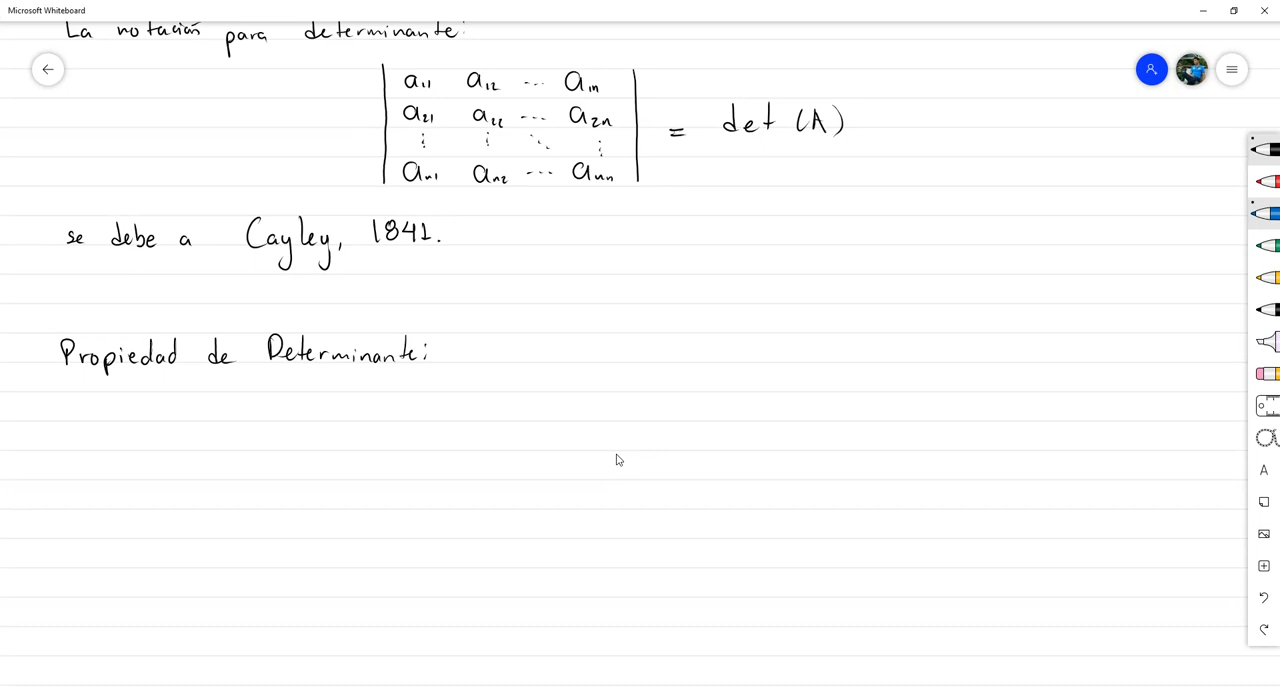 Microsoft Whiteboard
La notación para determinante:
a₁₁ a₁₂ ... a₁ₙ
a₂₁ a₂₂ ... a₂ₙ
⋮ ⋮ ⋱ ⋮
aₙ₁ aₙ₂ ... aₙₙ
= det (A)
se debe a Cayley, 1841.
Propiedad de Determinante:
A